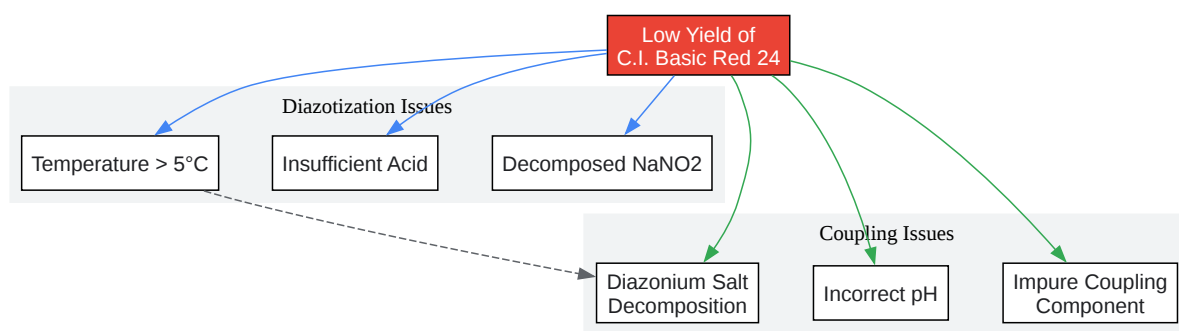 Low Yield of
C.I. Basic Red 24
Diazotization Issues
Temperature > 5°C
Insufficient Acid
Decomposed NaNO2
Coupling Issues
Diazonium Salt
Decomposition
Incorrect pH
Impure Coupling
Component